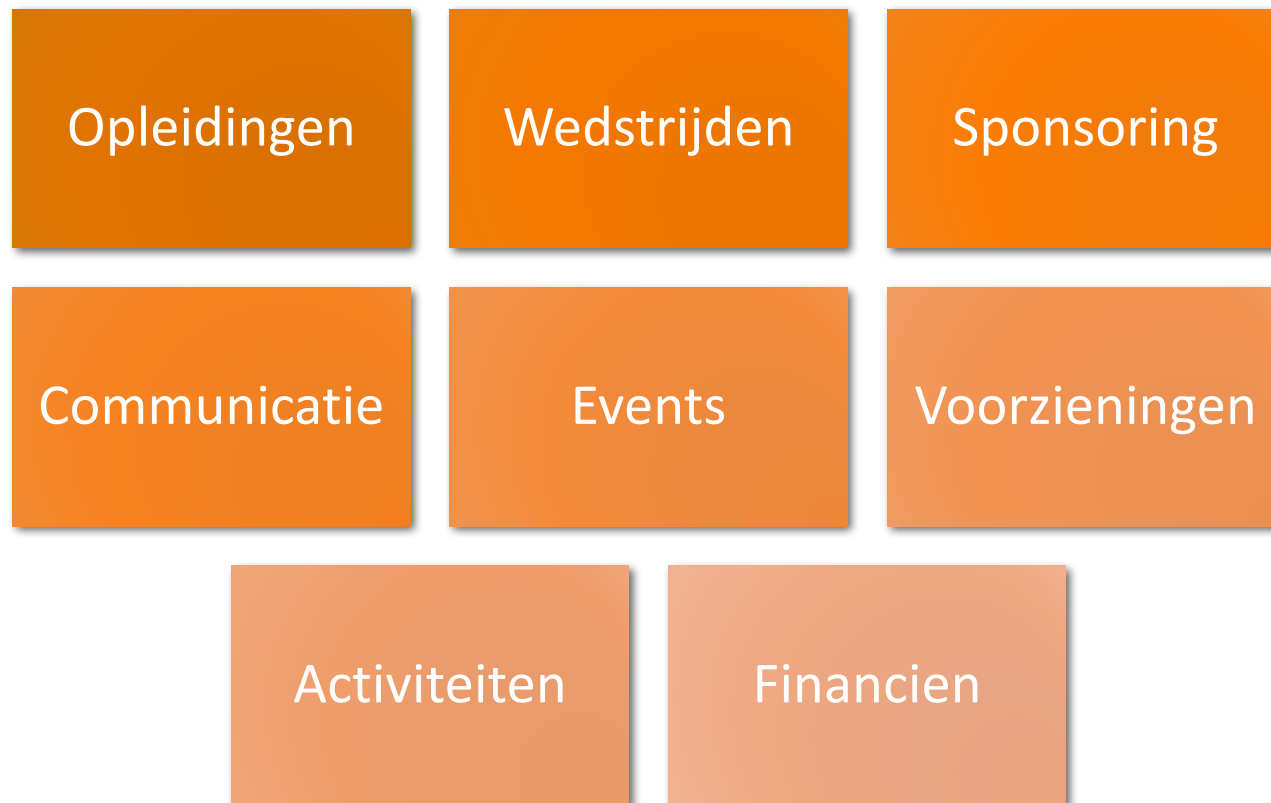 Opleidingen
Wedstrijden
Sponsoring
Communicatie
Events
Voorzieningen
Activiteiten
Financien